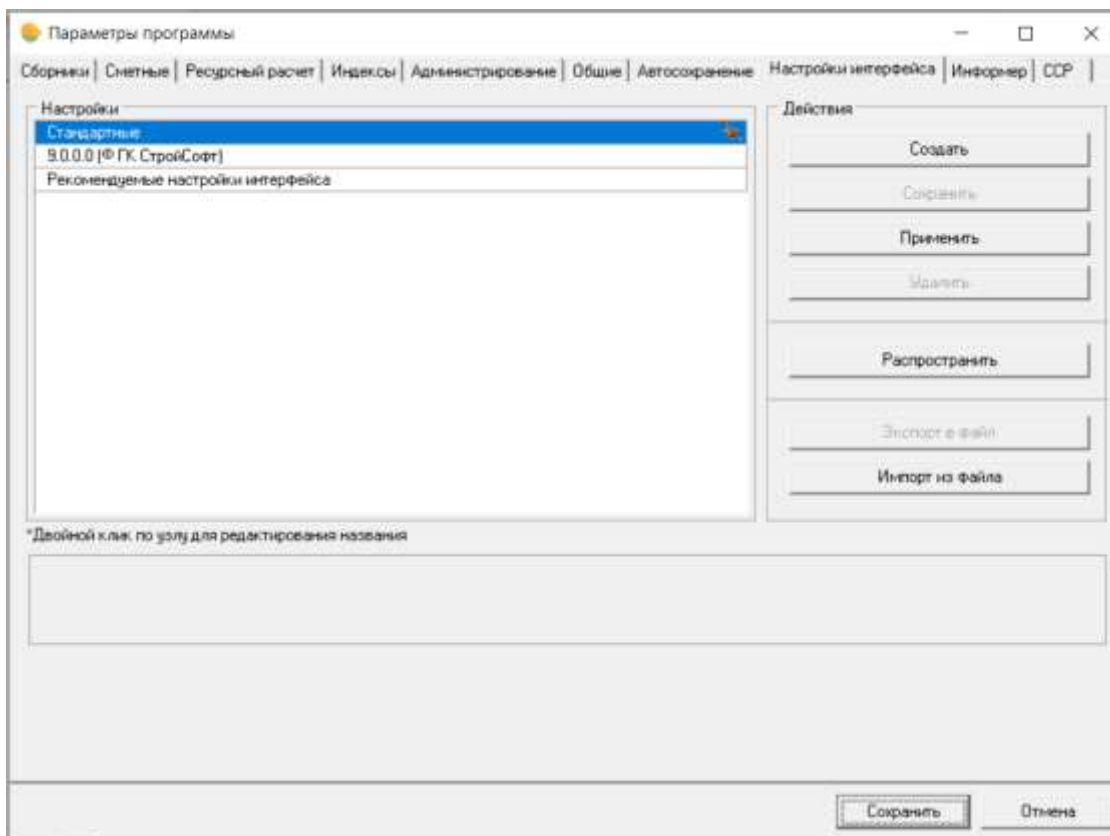 Параметры программы
Сборники | Сметные | Ресурсный расчет | Индексы | Администрирование | Общие | Автосохранение | Настройки интерфейса | Информер | ССР |
Настройки
Стандартные
9.0.0.0 (© ГК СтройСофт)
Рекомендуемые настройки интерфейса
Действия
Создать
Сохранить
Применить
Удалить
Распространить
Экспорт в файл
Импорт из файла
*Двойной клик по узлу для редактирования названия
Сохранить
Отмена